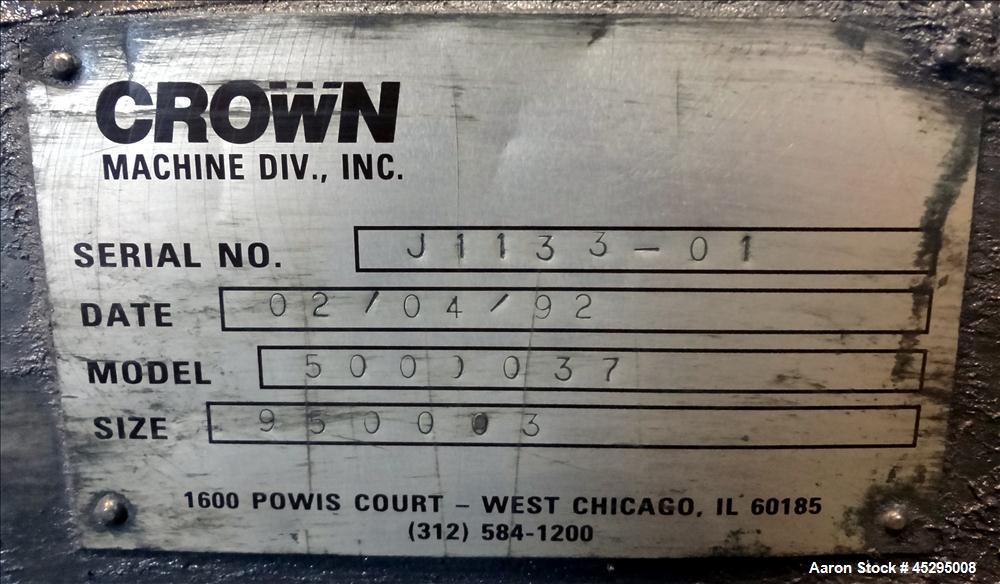 CROWN
MACHINE DIV., INC.
SERIAL NO. J1133-01
DATE 02/04/92
MODEL 5000037
SIZE 950003
1600 POWIS COURT – WEST CHICAGO, IL 60185
(312) 584-1200
Aaron Stock # 45295008